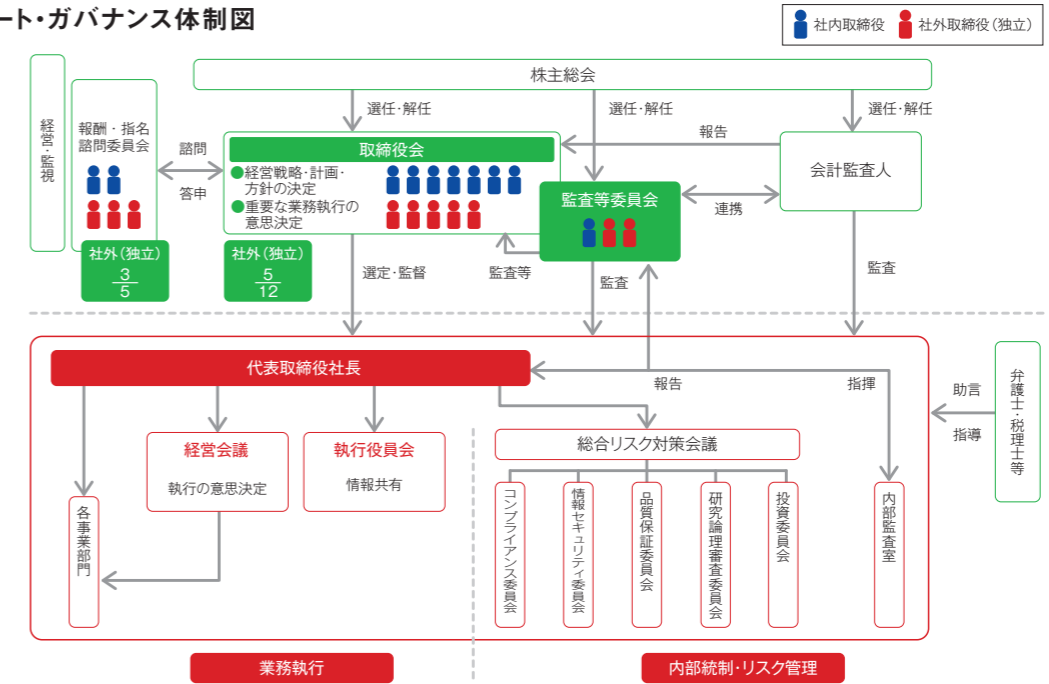 ート・ガバナンス体制図
社内取締役
社外取締役(独立)
経営・監視
報酬・指名
諮問委員会
社外(独立)
3
5
諮問
答申
株主総会
選任・解任
選任・解任
選任・解任
取締役会
●経営戦略・計画・
方針の決定
●重要な業務執行の
意思決定
社外(独立)
5
12
報告
監査等委員会
連携
会計監査人
選定・監督
監査等
監査
監査
代表取締役社長
報告
指揮
助言
指導
弁護士・税理士等
経営会議
執行の意思決定
執行役員会
情報共有
各事業部門
総合リスク対策会議
コンプライアンス委員会
情報セキュリティ委員会
品質保証委員会
研究論理審査委員会
投資委員会
内部監査室
業務執行
内部統制・リスク管理